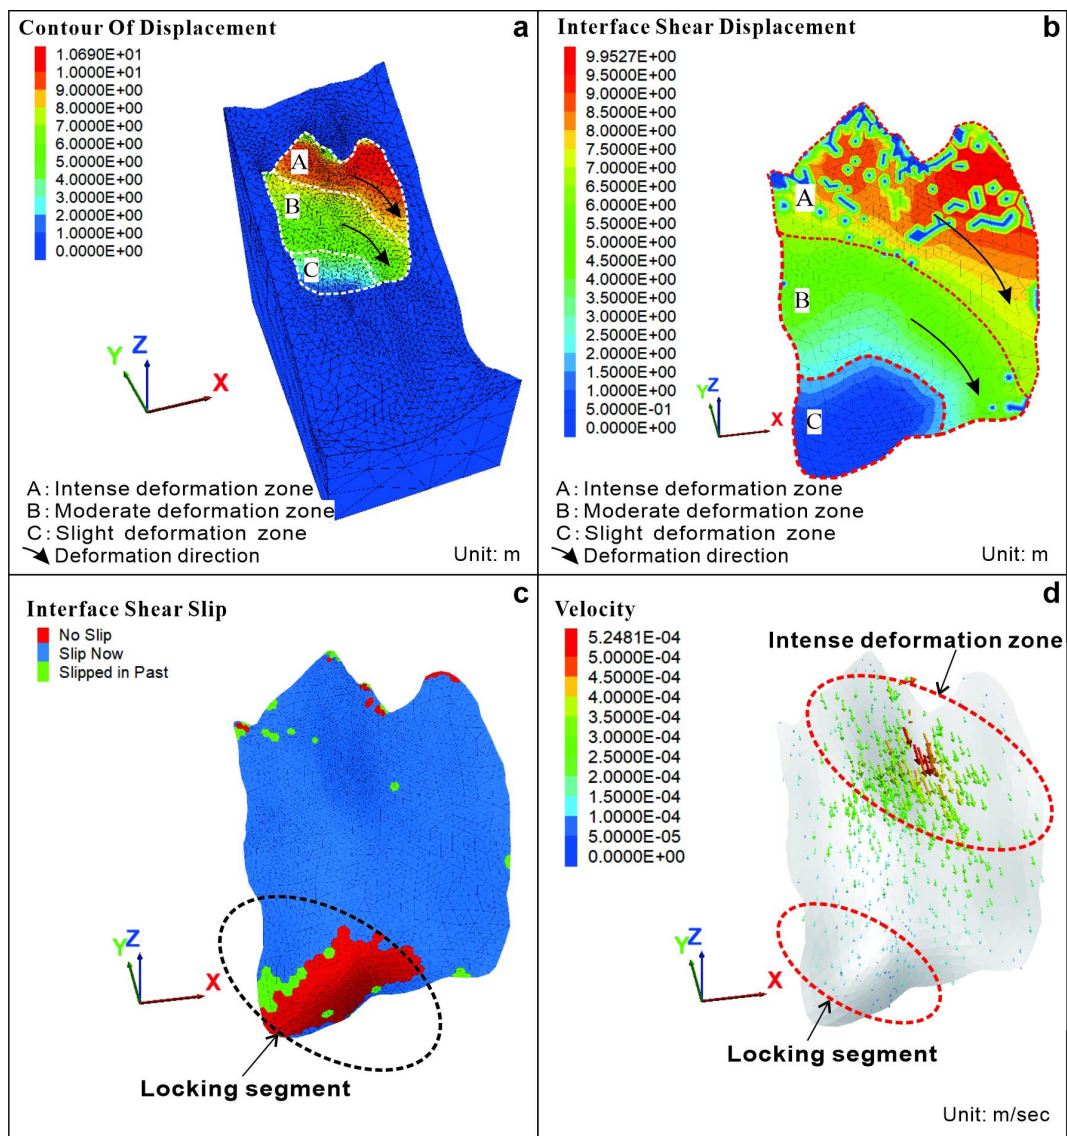 Contour Of Displacement
a
1.0690E+01
1.0000E+01
9.0000E+00
8.0000E+00
7.0000E+00
6.0000E+00
5.0000E+00
4.0000E+00
3.0000E+00
2.0000E+00
1.0000E+00
0.0000E+00
A
B
C
Z
Y
X
A: Intense deformation zone
B: Moderate deformation zone
C: Slight deformation zone
Deformation direction
Unit: m
Interface Shear Displacement
b
9.9527E+00
9.5000E+00
9.0000E+00
8.5000E+00
8.0000E+00
7.5000E+00
7.0000E+00
6.5000E+00
6.0000E+00
5.5000E+00
5.0000E+00
4.5000E+00
4.0000E+00
3.5000E+00
3.0000E+00
2.5000E+00
2.0000E+00
1.5000E+00
1.0000E+00
5.0000E-01
0.0000E+00
A
B
C
Z
Y
X
A: Intense deformation zone
B: Moderate deformation zone
C: Slight deformation zone
Deformation direction
Unit: m
Interface Shear Slip
c
No Slip
Slip Now
Slipped in Past
Z
Y
X
Locking segment
Velocity
d
5.2481E-04
5.0000E-04
4.5000E-04
4.0000E-04
3.5000E-04
3.0000E-04
2.5000E-04
2.0000E-04
1.5000E-04
1.0000E-04
5.0000E-05
0.0000E+00
Intense deformation zone
Z
Y
X
Locking segment
Unit: m/sec